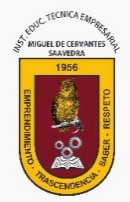 INST. EDUC. TECNICA EMPRESARIAL
MIGUEL DE CERVANTES
SAAVEDRA
1956
EMPRENDIMIENTO - TRASCENDENCIA - SABER - RESPETO